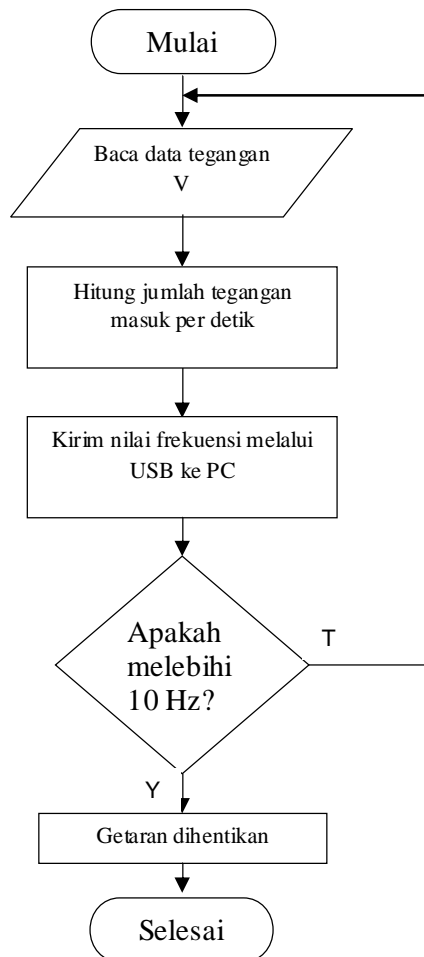 Mulai
Baca data tegangan
V
Hitung jumlah tegangan
masuk per detik
Kirim nilai frekuensi melalui
USB ke PC
Apakah
melebihi
10 Hz?
T
Y
Getaran dihentikan
Selesai